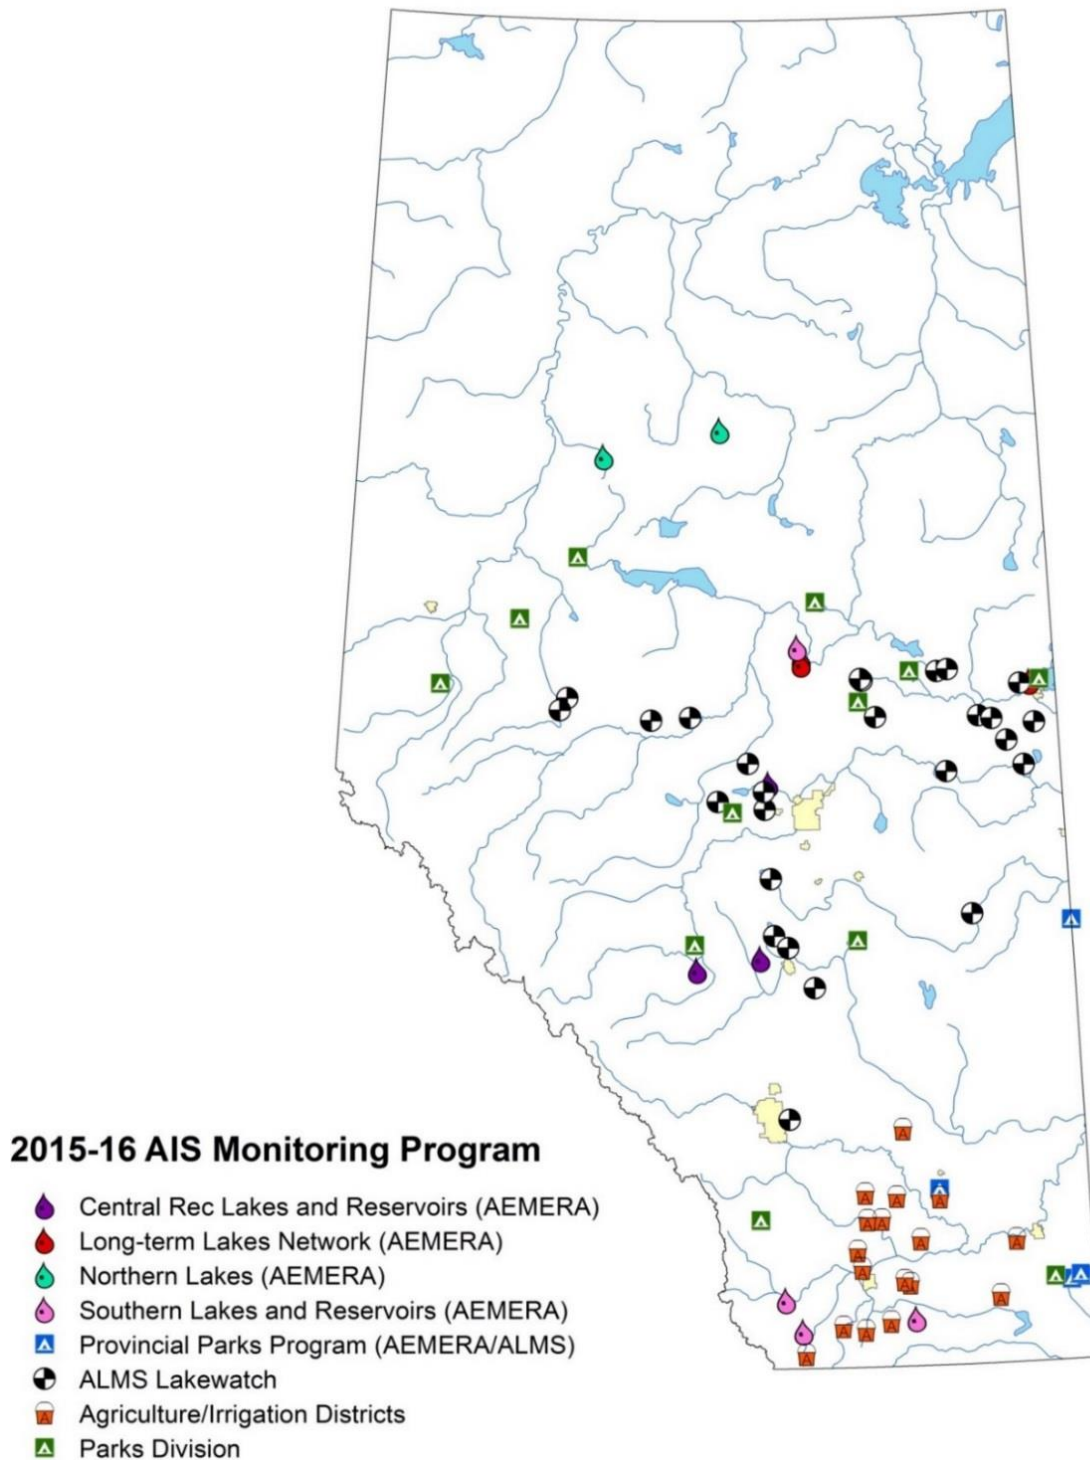 2015-16 AIS Monitoring Program
Central Rec Lakes and Reservoirs (AEMERA)
Long-term Lakes Network (AEMERA)
Northern Lakes (AEMERA)
Southern Lakes and Reservoirs (AEMERA)
Provincial Parks Program (AEMERA/ALMS)
ALMS Lakewatch
Agriculture/Irrigation Districts
Parks Division